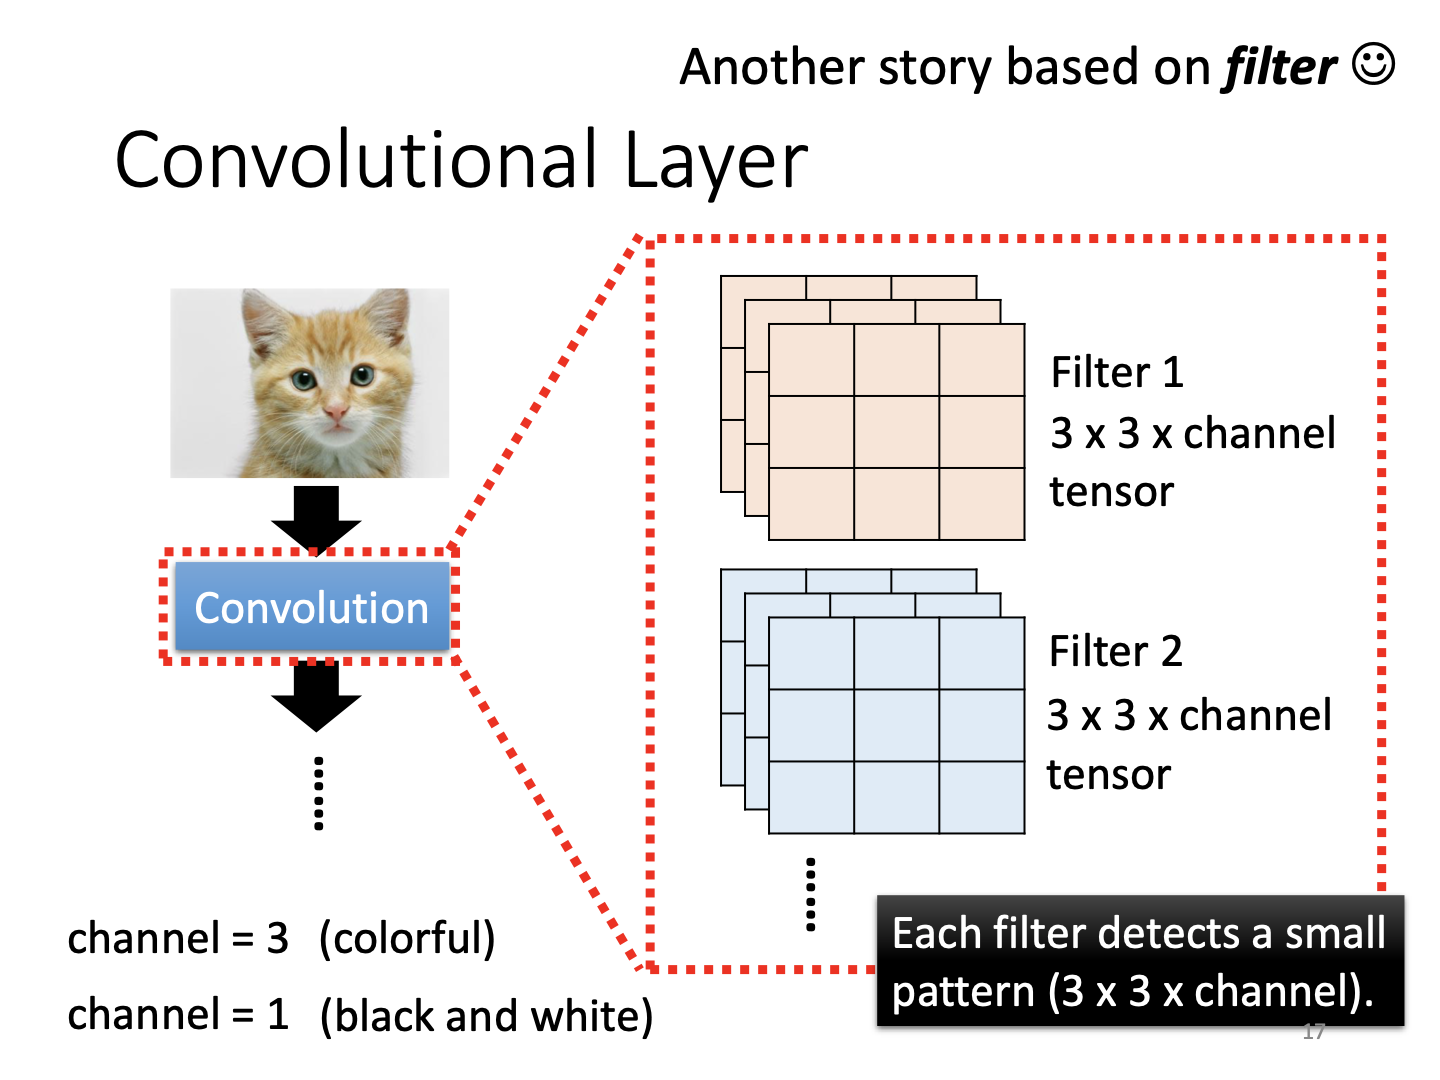 Another story based on filter ☺
Convolutional Layer
Convolution
channel = 3 (colorful)
channel = 1 (black and white)
Filter 1
3 x 3 x channel
tensor
Filter 2
3 x 3 x channel
tensor
Each filter detects a small
pattern (3 x 3 x channel).
17